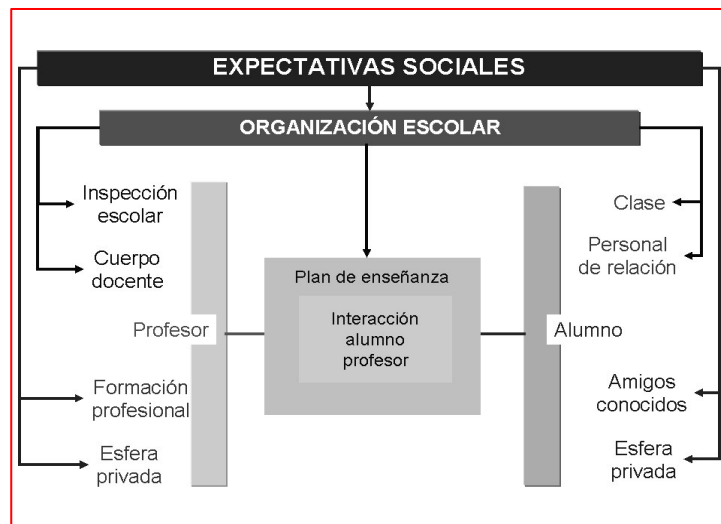 EXPECTATIVAS SOCIALES
ORGANIZACIÓN ESCOLAR
Inspección
escolar
Cuerpo
docente
Profesor
Formación
profesional
Esfera
privada
Plan de enseñanza
Interacción
alumno
profesor
Clase
Personal
de relación
Alumno
Amigos
conocidos
Esfera
privada